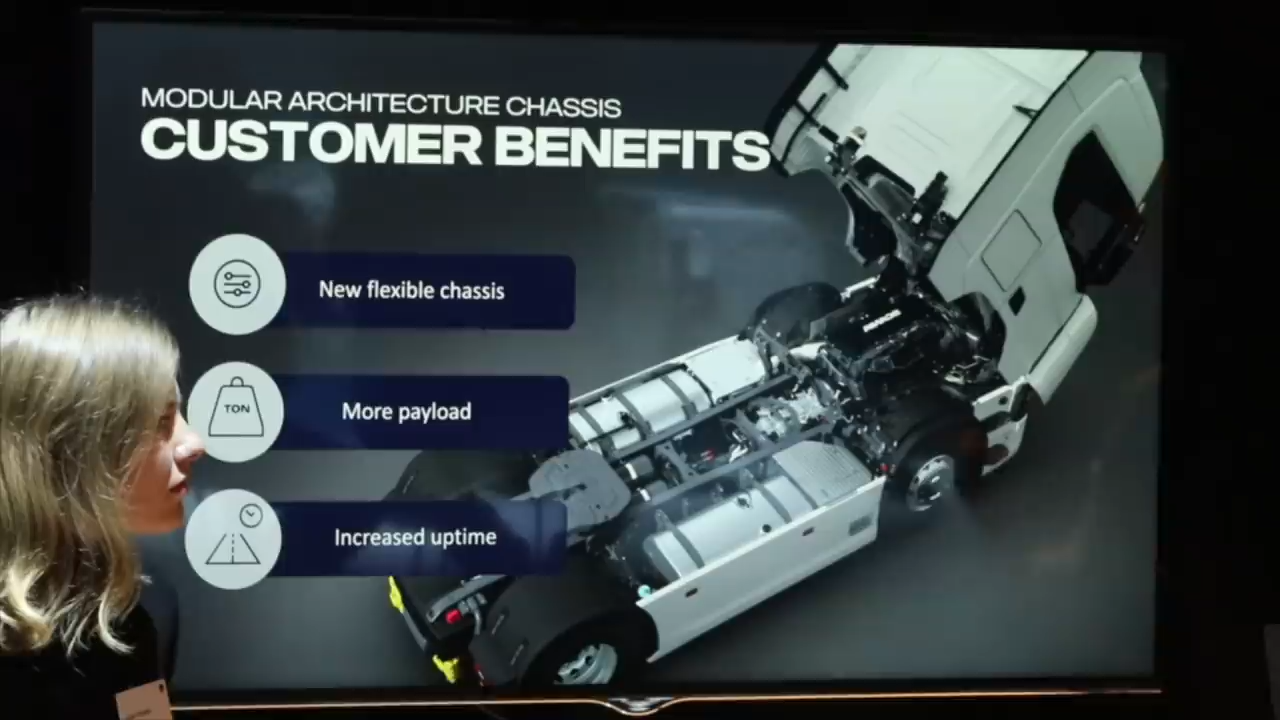 MODULAR ARCHITECTURE CHASSIS
CUSTOMER BENEFITS
New flexible chassis
TON
More payload
Increased uptime